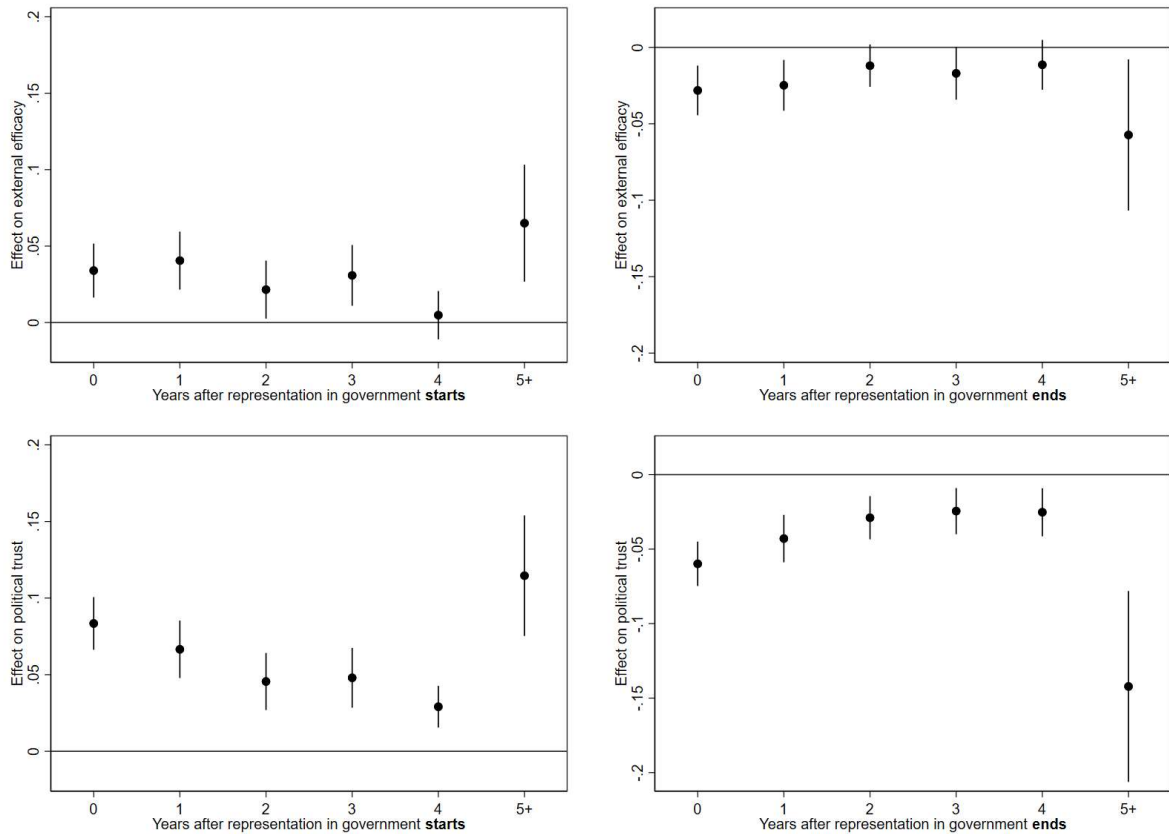 Effect on external efficacy
.2
.15
.1
.05
0
0 1 2 3 4 5+
Years after representation in government starts
Effect on external efficacy
0
-.05
-.1
-.15
-.2
0 1 2 3 4 5+
Years after representation in government ends
Effect on political trust
.2
.15
.1
.05
0
0 1 2 3 4 5+
Years after representation in government starts
Effect on political trust
0
-.05
-.1
-.15
-.2
0 1 2 3 4 5+
Years after representation in government ends